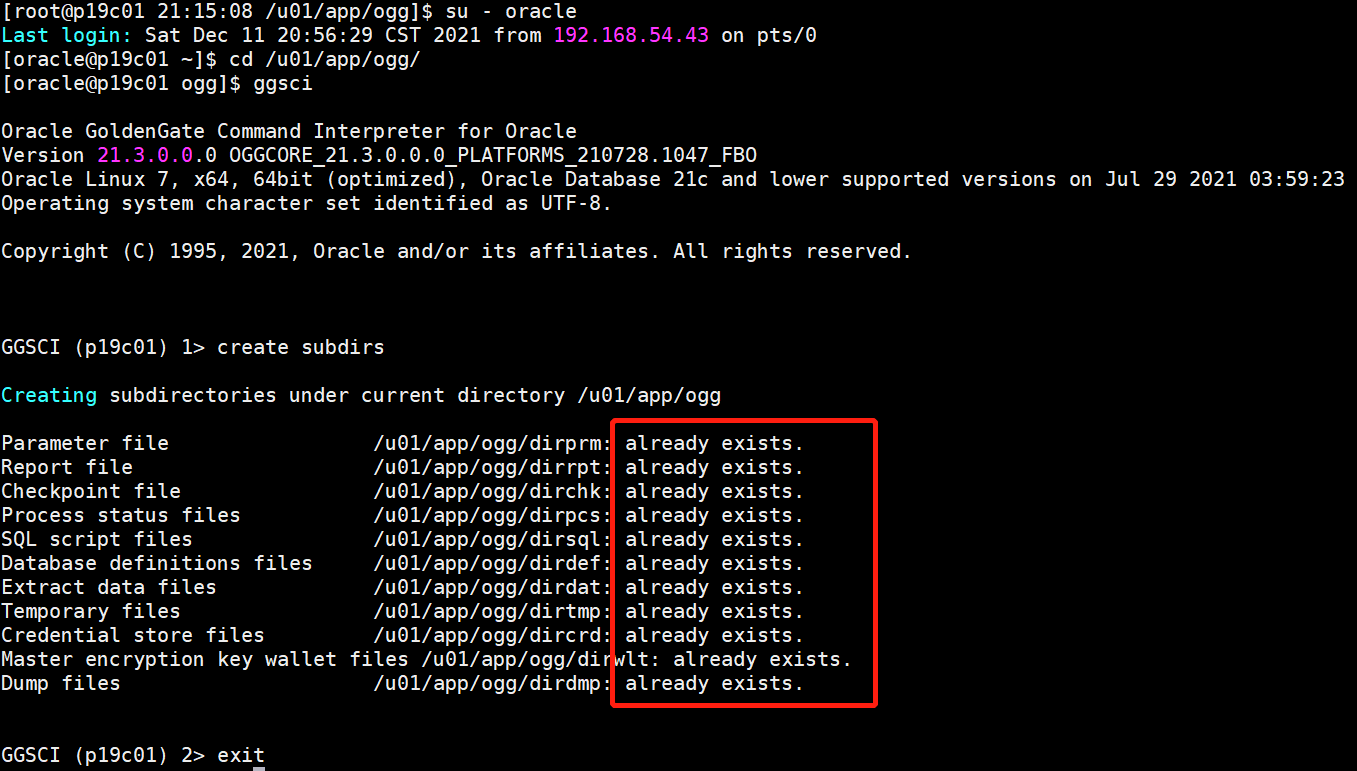 [root@p19c01 21:15:08 /u01/app/ogg]$ su - oracle
Last login: Sat Dec 11 20:56:29 CST 2021 from 192.168.54.43 on pts/0
[oracle@p19c01 ~]$ cd /u01/app/ogg/
[oracle@p19c01 ogg]$ ggsci
Oracle GoldenGate Command Interpreter for Oracle
Version 21.3.0.0.0 OGGCORE_21.3.0.0.0_PLATFORMS_210728.1047_FBO
Oracle Linux 7, x64, 64bit (optimized), Oracle Database 21c and lower supported versions on Jul 29 2021 03:59:23
Operating system character set identified as UTF-8.
Copyright (C) 1995, 2021, Oracle and/or its affiliates. All rights reserved.
GGSCI (p19c01) 1> create subdirs
Creating subdirectories under current directory /u01/app/ogg
Parameter file /u01/app/ogg/dirprm: already exists.
Report file /u01/app/ogg/dirrpt: already exists.
Checkpoint file /u01/app/ogg/dirchk: already exists.
Process status files /u01/app/ogg/dirpcs: already exists.
SQL script files /u01/app/ogg/dirsql: already exists.
Database definitions files /u01/app/ogg/dirdef: already exists.
Extract data files /u01/app/ogg/dirdat: already exists.
Temporary files /u01/app/ogg/dirtmp: already exists.
Credential store files /u01/app/ogg/dircrd: already exists.
Master encryption key wallet files /u01/app/ogg/dirwlt: already exists.
Dump files /u01/app/ogg/dirdmp: already exists.
GGSCI (p19c01) 2> exit